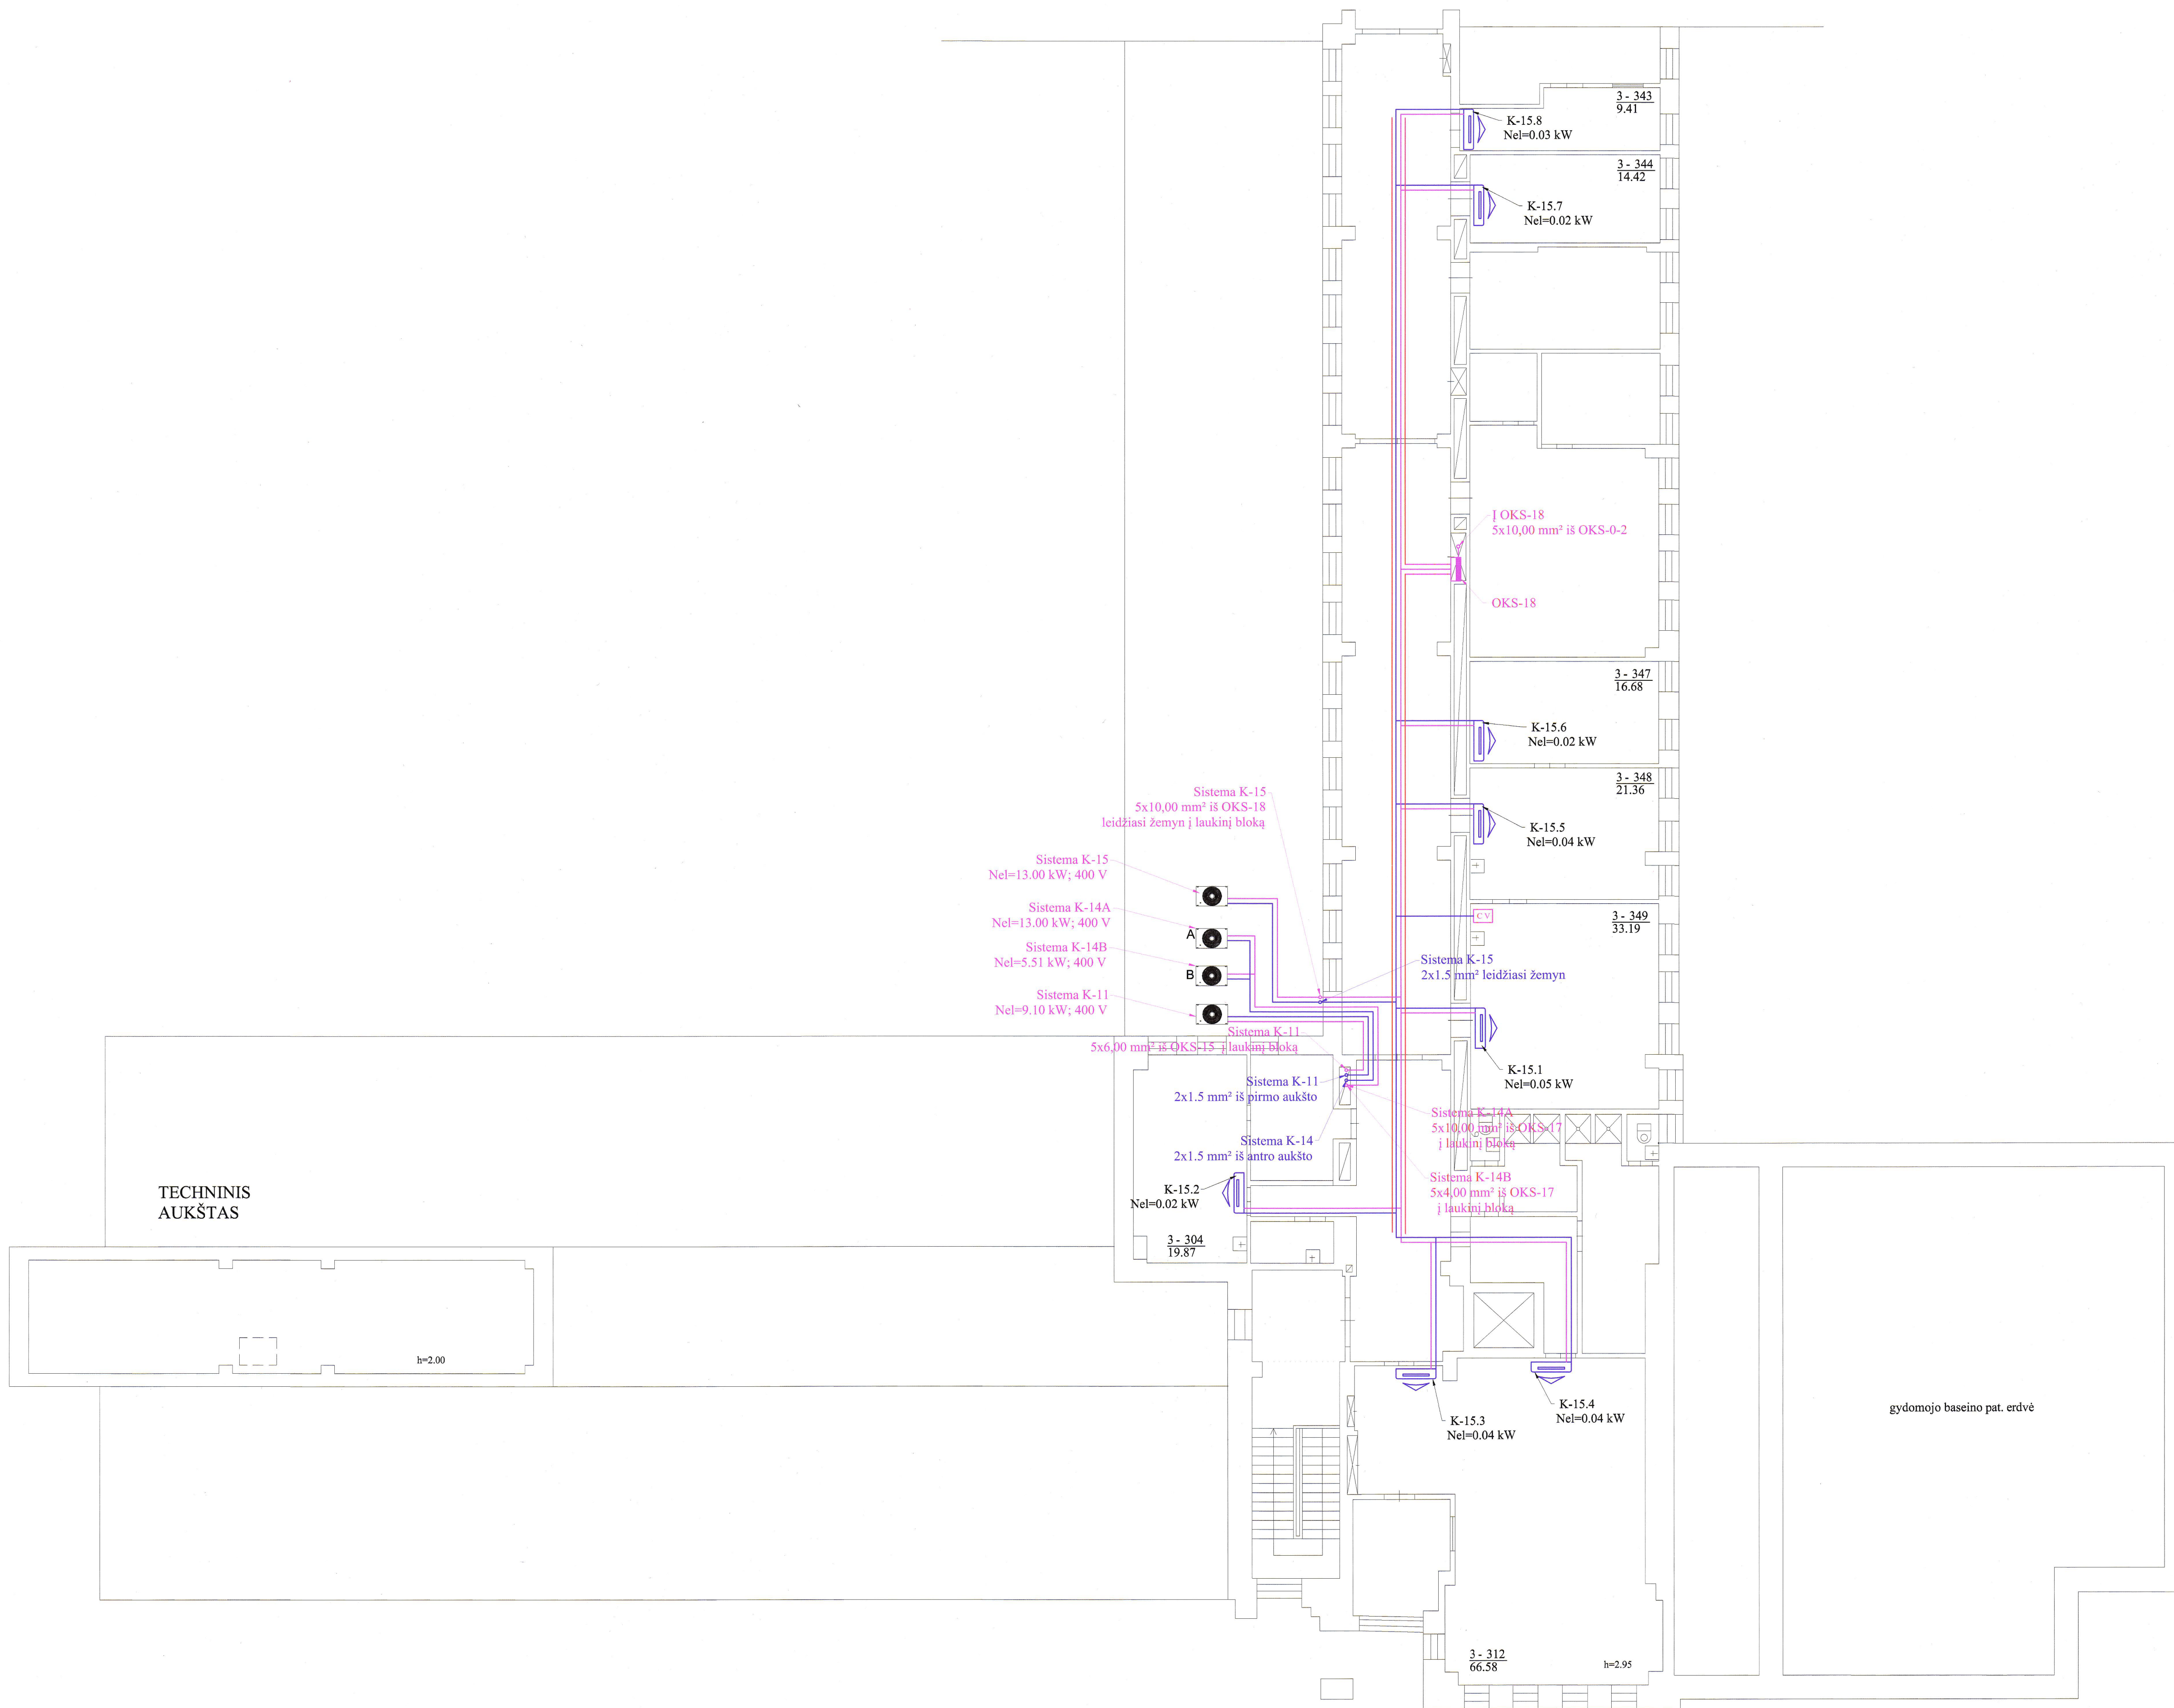 3 - 343
9.41
K-15.8
Nel=0.03 kW
3 - 344
14.42
K-15.7
Nel=0.02 kW
Į OKS-18
5x10,00 mm² iš OKS-0-2
OKS-18
3 - 347
16.68
K-15.6
Nel=0.02 kW
3 - 348
21.36
K-15.5
Nel=0.04 kW
Sistema K-15
5x10,00 mm² iš OKS-18
leidžiasi žemyn į laukinį bloką
Sistema K-15
Nel=13.00 kW; 400 V
Sistema K-14A
Nel=13.00 kW; 400 V
A
Sistema K-14B
Nel=5.51 kW; 400 V
B
Sistema K-11
Nel=9.10 kW; 400 V
C V
3 - 349
33.19
Sistema K-15
2x1.5 mm² leidžiasi žemyn
Sistema K-11
5x6,00 mm² iš OKS-15 į laukinį bloką
K-15.1
Nel=0.05 kW
Sistema K-11
2x1.5 mm² iš pirmo aukšto
Sistema K-14A
5x10,00 mm² iš OKS-17
į laukinį bloką
Sistema K-14
2x1.5 mm² iš antro aukšto
Sistema K-14B
5x4,00 mm² iš OKS-17
į laukinį bloką
K-15.2
Nel=0.02 kW
TECHNINIS
AUKŠTAS
3 - 304
19.87
h=2.00
K-15.3
Nel=0.04 kW
K-15.4
Nel=0.04 kW
gydomojo baseino pat. erdvė
3 - 312
66.58
h=2.95